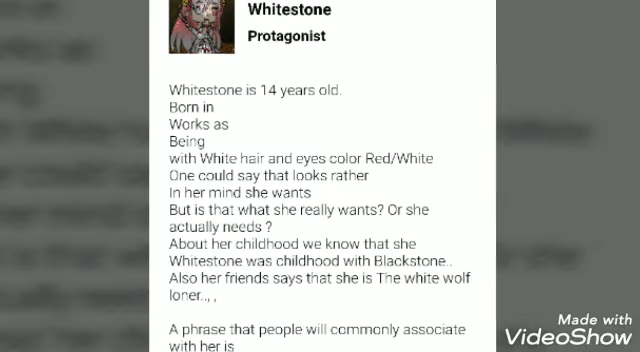 Whitestone
Protagonist
Whitestone is 14 years old.
Born in
Works as
Being
with White hair and eyes color Red/White
One could say that looks rather
In her mind she wants
But is that what she really wants? Or she
actually needs ?
About her childhood we know that she
Whitestone was childhood with Blackstone..
Also her friends says that she is The white wolf
loner.., ,
A phrase that people will commonly associate
with her is
Made with
VideoShow